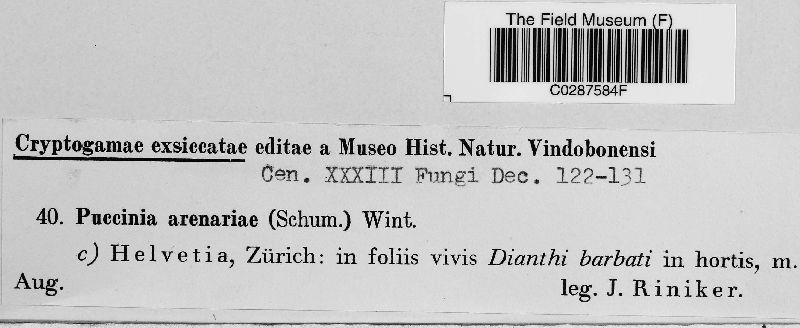 The Field Museum (F)
C0287584F
Cryptogamae exsiccatae editae a Museo Hist. Natur. Vindobonensi
Cen. XXXIII Fungi Dec. 122-131
40. Puccinia arenariae (Schum.) Wint.
c) Helvetia, Zürich: in foliis vivis Dianthi barbati in hortis, m.
Aug. leg. J. Riniker.